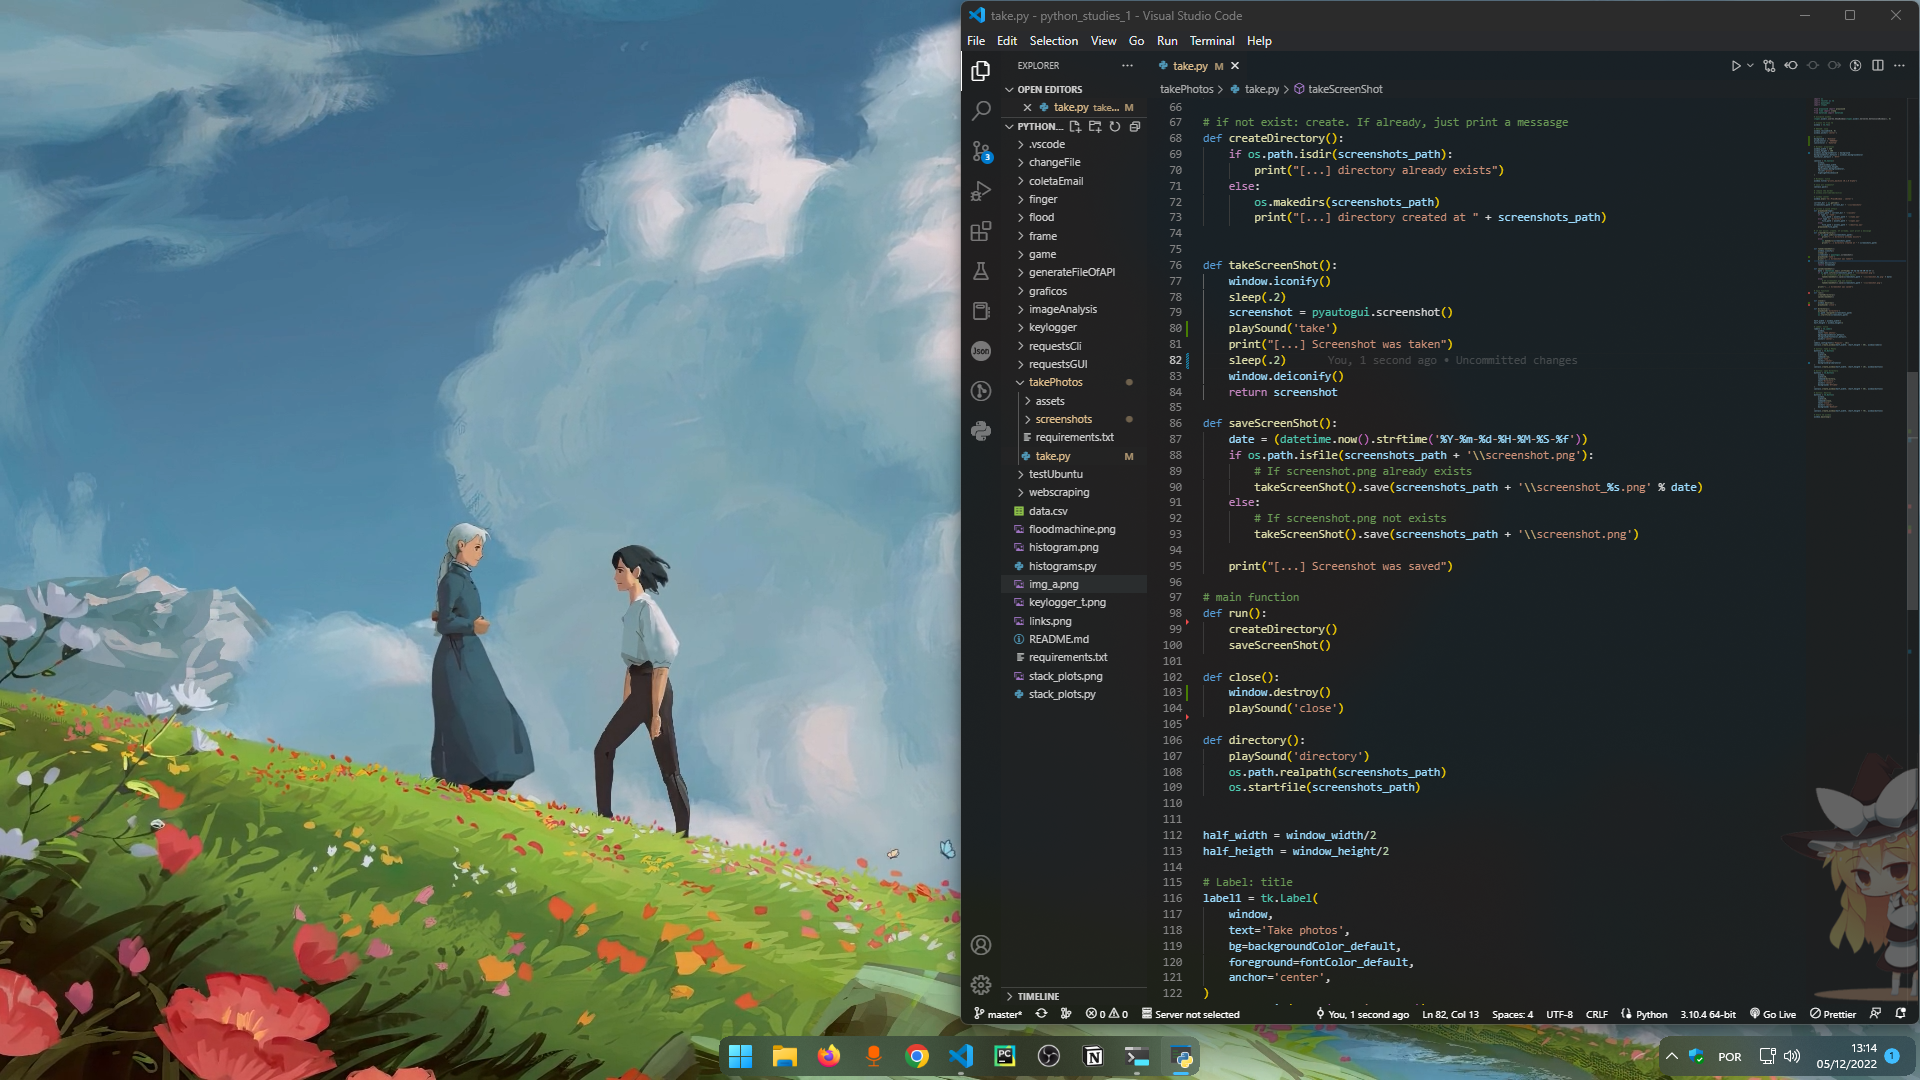 take.py - python_studies_1 - Visual Studio Code
File Edit Selection View Go Run Terminal Help
EXPLORER
OPEN EDITORS
take.py take... M
PYTHON...
.vscode
changeFile
coletaEmail
finger
flood
frame
game
generateFileOfAPI
graficos
imageAnalysis
keylogger
requestsCli
requestsGUI
takePhotos
assets
screenshots
requirements.txt
take.py M
testUbuntu
webscraping
data.csv
floodmachine.png
histogram.png
histograms.py
img_a.png
keylogger_t.png
links.png
README.md
requirements.txt
stack_plots.png
stack_plots.py
TIMELINE
3
Json
take.py M
takePhotos > take.py > takeScreenShot
66
67 # if not exist: create. If already, just print a messasge
68 def createDirectory():
69 if os.path.isdir(screenshots_path):
70 print("[...] directory already exists")
71 else:
72 os.makedirs(screenshots_path)
73 print("[...] directory created at " + screenshots_path)
74
75
76 def takeScreenShot():
77 window.iconify()
78 sleep(.2)
79 screenshot = pyautogui.screenshot()
80 playSound('take')
81 print("[...] Screenshot was taken")
82 sleep(.2) You, 1 second ago • Uncommitted changes
83 window.deiconify()
84 return screenshot
85
86 def saveScreenShot():
87 date = (datetime.now().strftime('%Y-%m-%d-%H-%M-%S-%f'))
88 if os.path.isfile(screenshots_path + '\\screenshot.png'):
89 # If screenshot.png already exists
90 takeScreenShot().save(screenshots_path + '\\screenshot_%s.png' % date)
91 else:
92 # If screenshot.png not exists
93 takeScreenShot().save(screenshots_path + '\\screenshot.png')
94
95 print("[...] Screenshot was saved")
96
97 # main function
98 def run():
99 createDirectory()
100 saveScreenShot()
101
102 def close():
103 window.destroy()
104 playSound('close')
105
106 def directory():
107 playSound('directory')
108 os.path.realpath(screenshots_path)
109 os.startfile(screenshots_path)
110
111
112 half_width = window_width/2
113 half_heigth = window_height/2
114
115 # Label: title
116 label1 = tk.Label(
117 window,
118 text='Take photos',
119 bg=backgroundColor_default,
120 foreground=fontColor_default,
121 anchor='center',
122 )
master* 0 0 Server not selected You, 1 second ago Ln 82, Col 13 Spaces: 4 UTF-8 CRLF Python 3.10.4 64-bit Go Live Prettier
PC
N
POR
13:14
05/12/2022
1